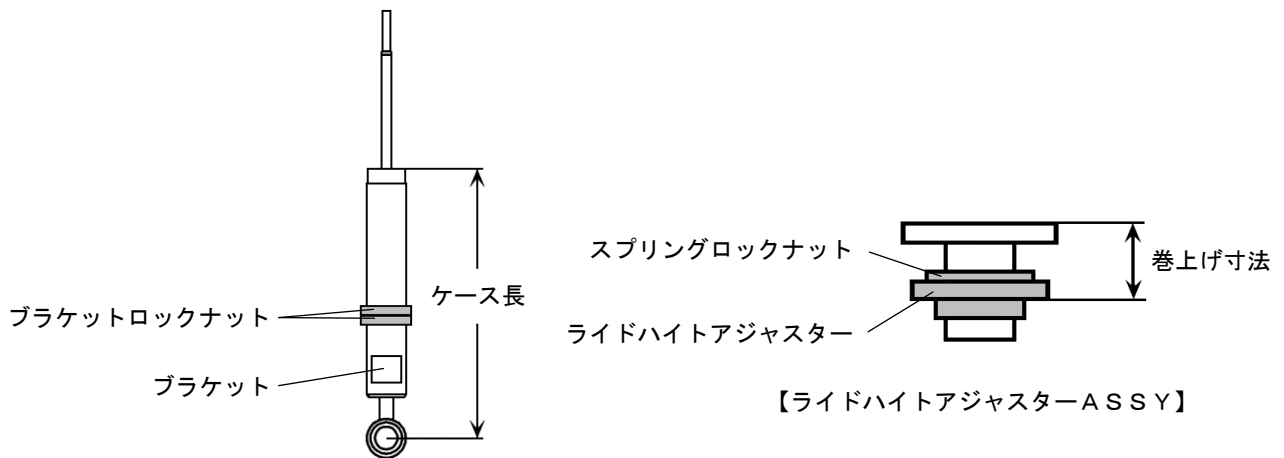 ケース長
ブラケットロックナット
ブラケット
スプリングロックナット
ライドハイトアジャスター
巻上げ寸法
【ライドハイトアジャスターＡＳＳＹ】